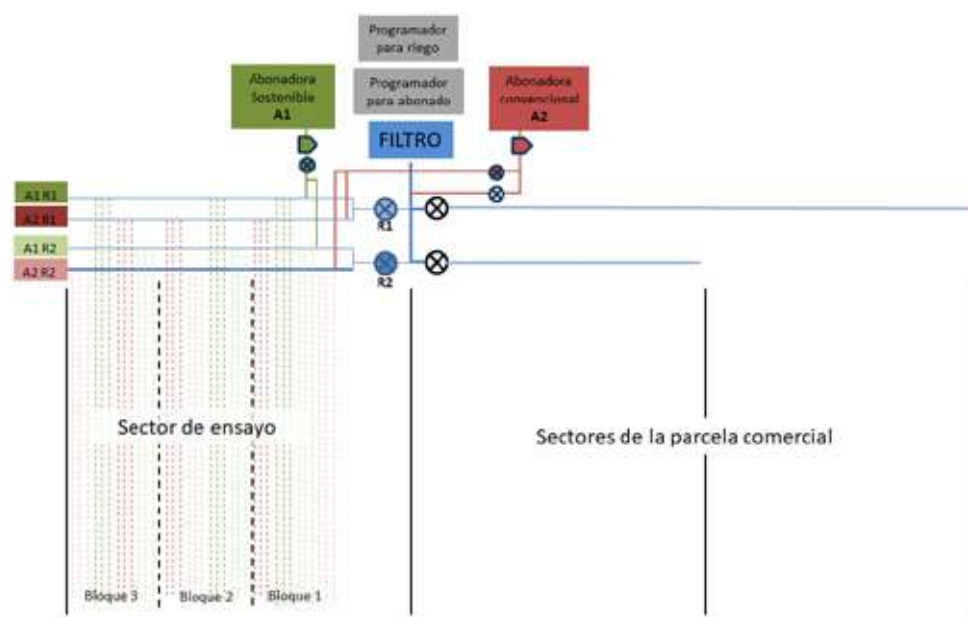 Programador
para riego
Abonadora
Sostenible
A1
Programador
para abonado
Abonadora
convencional
A2
FILTRO
A1 R1
A2 R1
R1
A1 R2
A2 R2
R2
Sector de ensayo
Sectores de la parcela comercial
Bloque 3
Bloque 2
Bloque 1